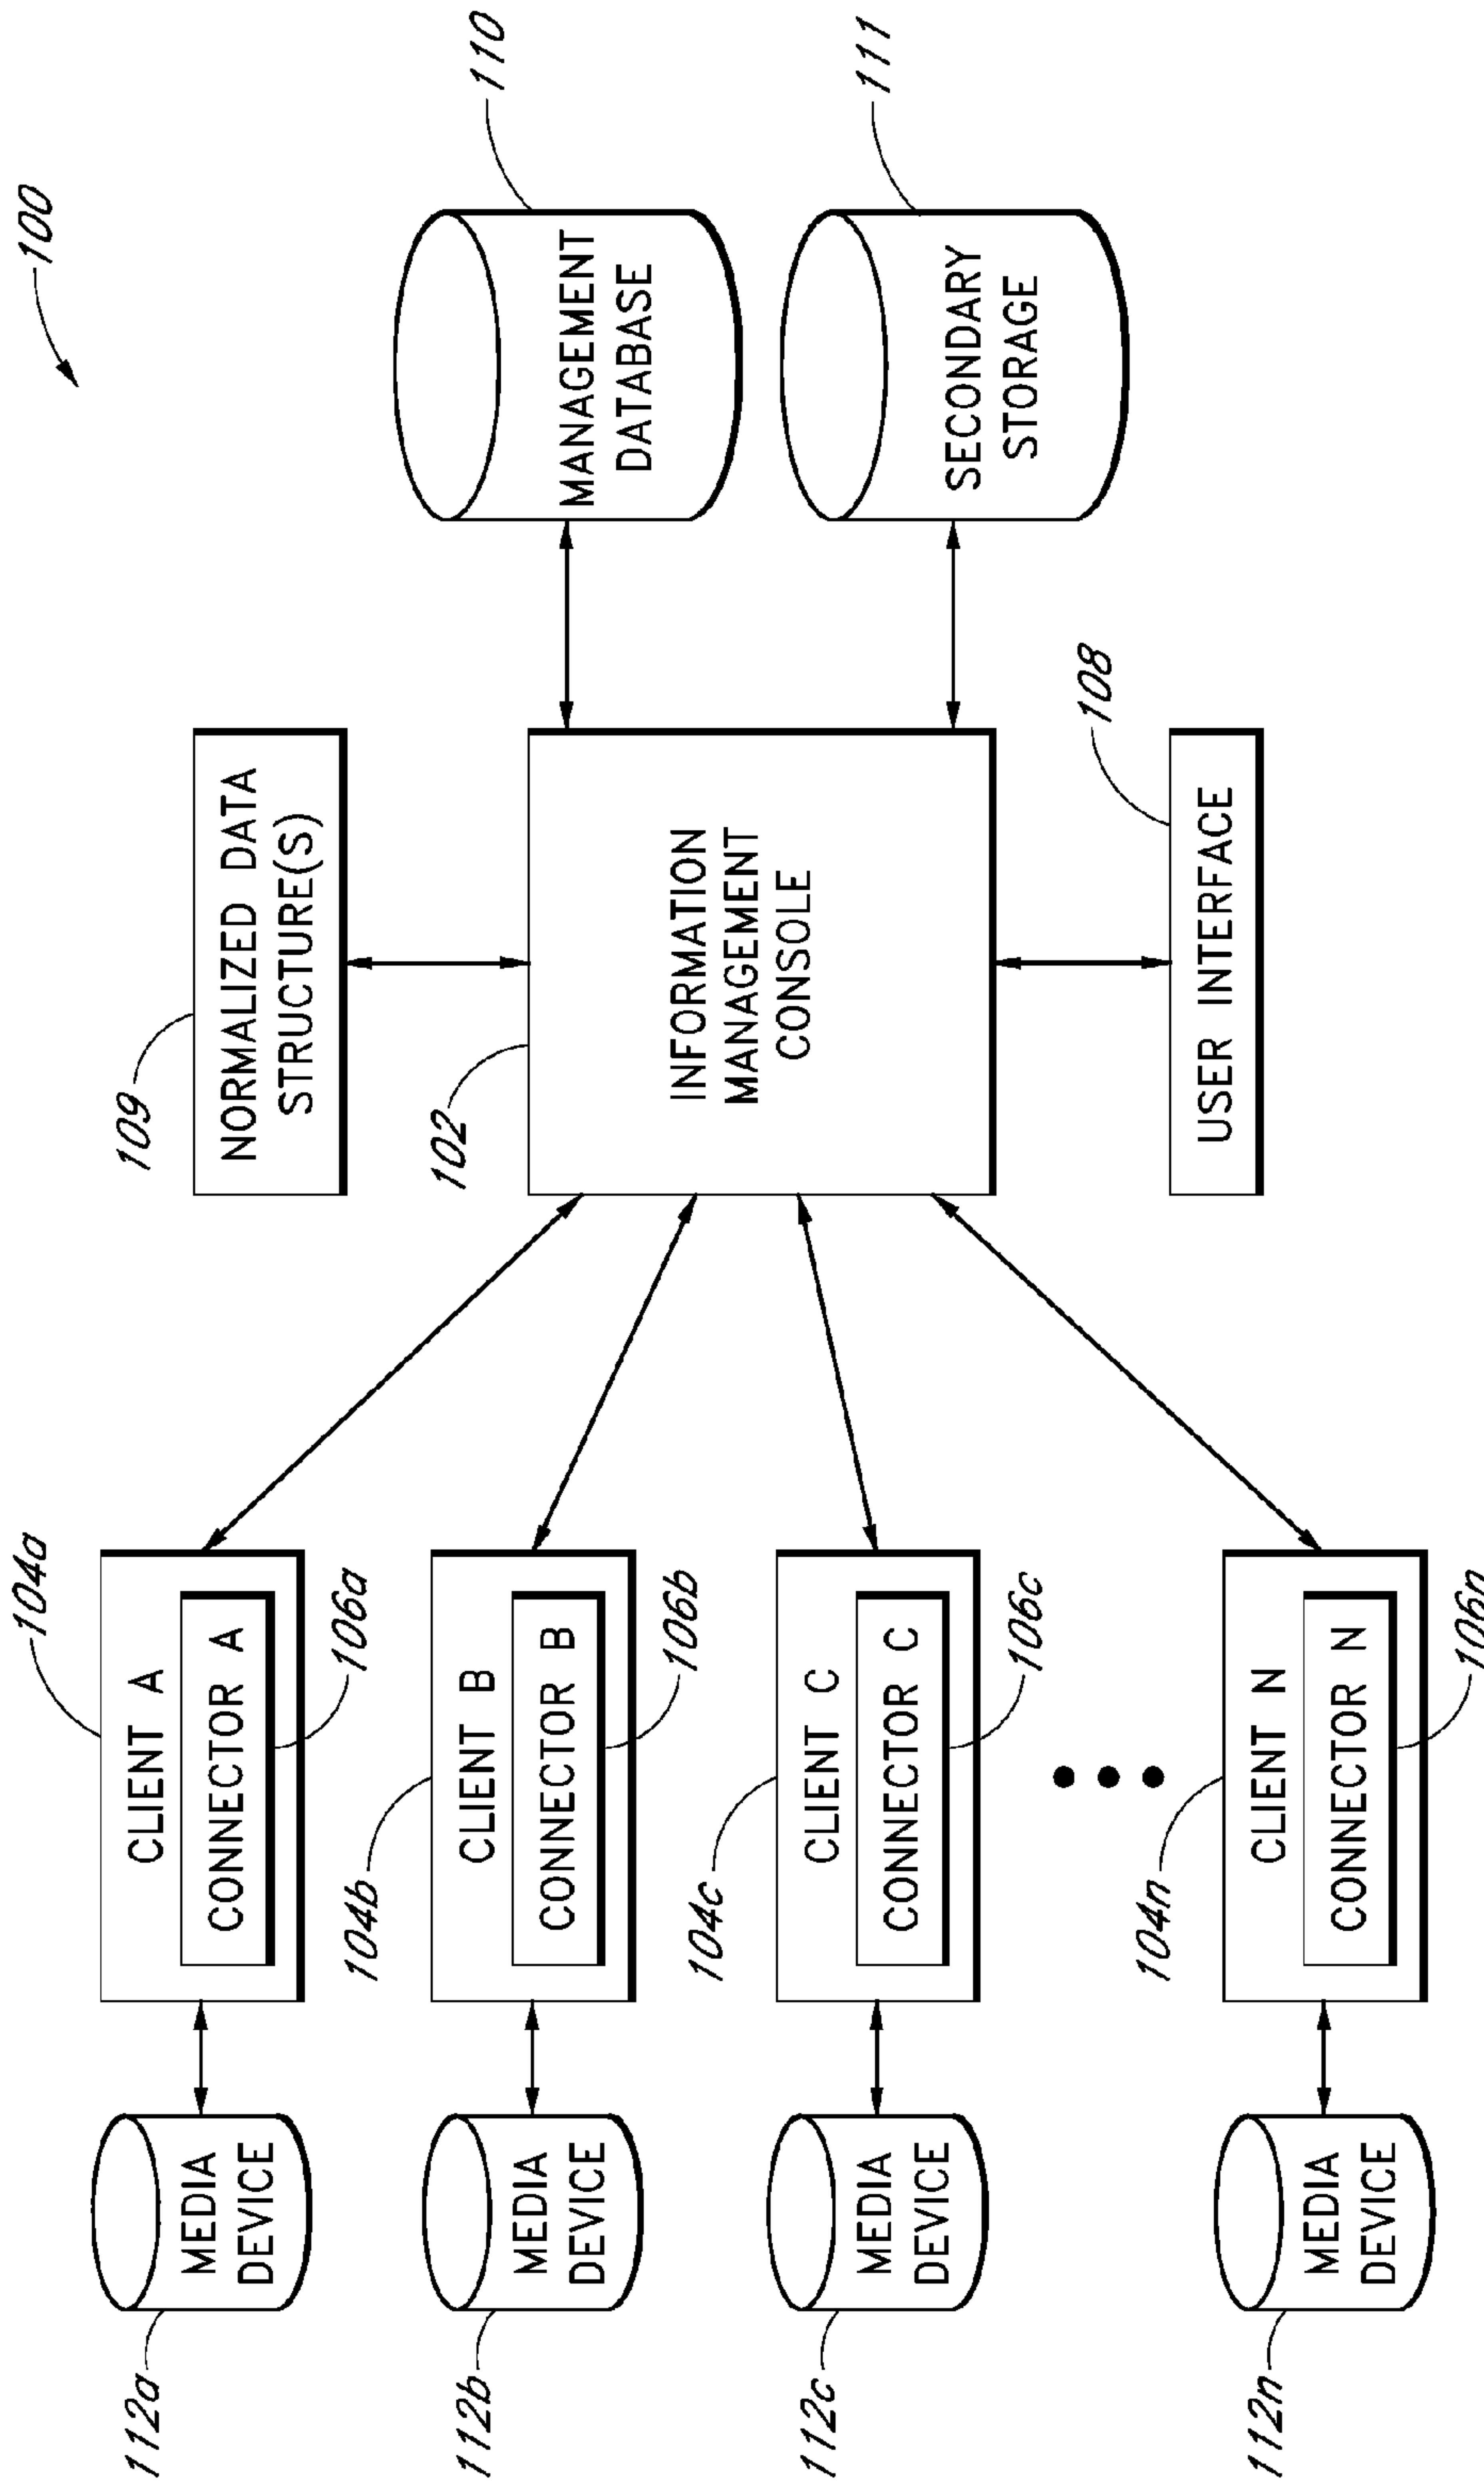 100
109
NORMALIZED DATA
STRUCTURE(S)
104a
CLIENT A
CONNECTOR A
106a
112a
MEDIA
DEVICE
104b
CLIENT B
CONNECTOR B
106b
112b
MEDIA
DEVICE
104c
CLIENT C
CONNECTOR C
106c
112c
MEDIA
DEVICE
104n
CLIENT N
CONNECTOR N
106n
112n
MEDIA
DEVICE
102
INFORMATION
MANAGEMENT
CONSOLE
110
MANAGEMENT
DATABASE
111
SECONDARY
STORAGE
108
USER INTERFACE